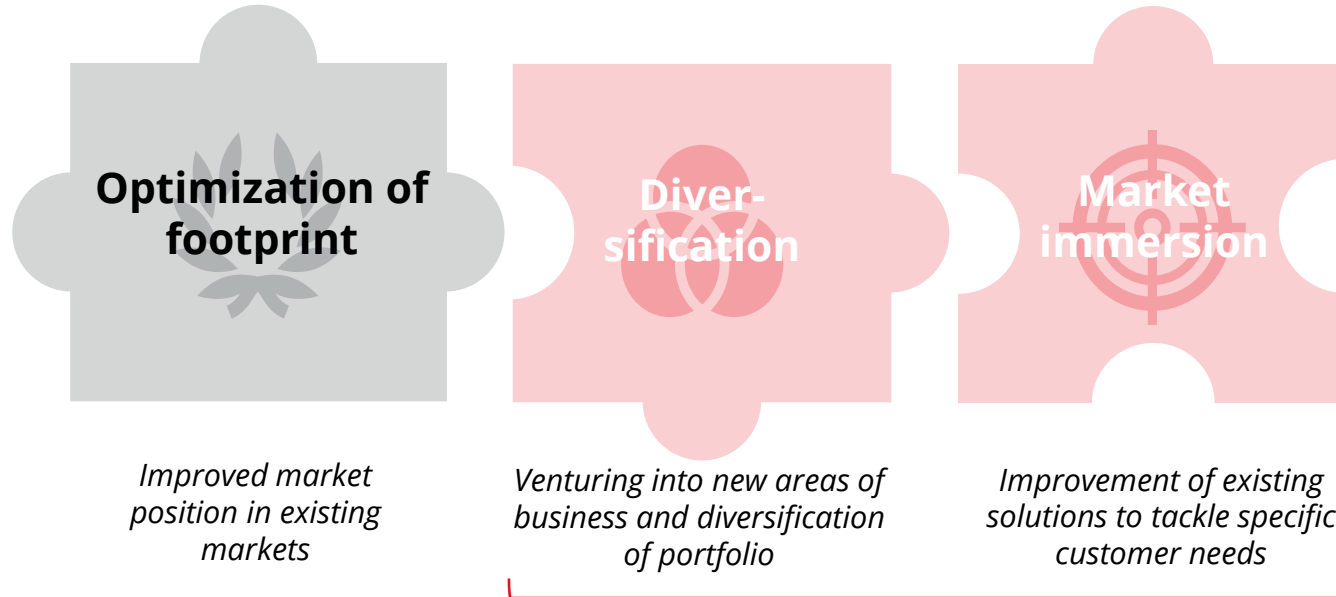 Optimization of
footprint
Diver-
sification
Market
immersion
Improved market
position in existing
markets
Venturing into new areas of
business and diversification
of portfolio
Improvement of existing
solutions to tackle specific
customer needs